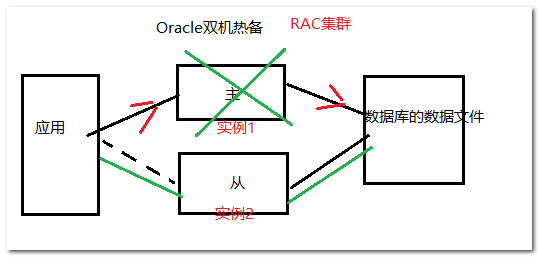 Oracle双机热备
RAC集群
应用
主
实例1
数据库的数据文件
从
实例2